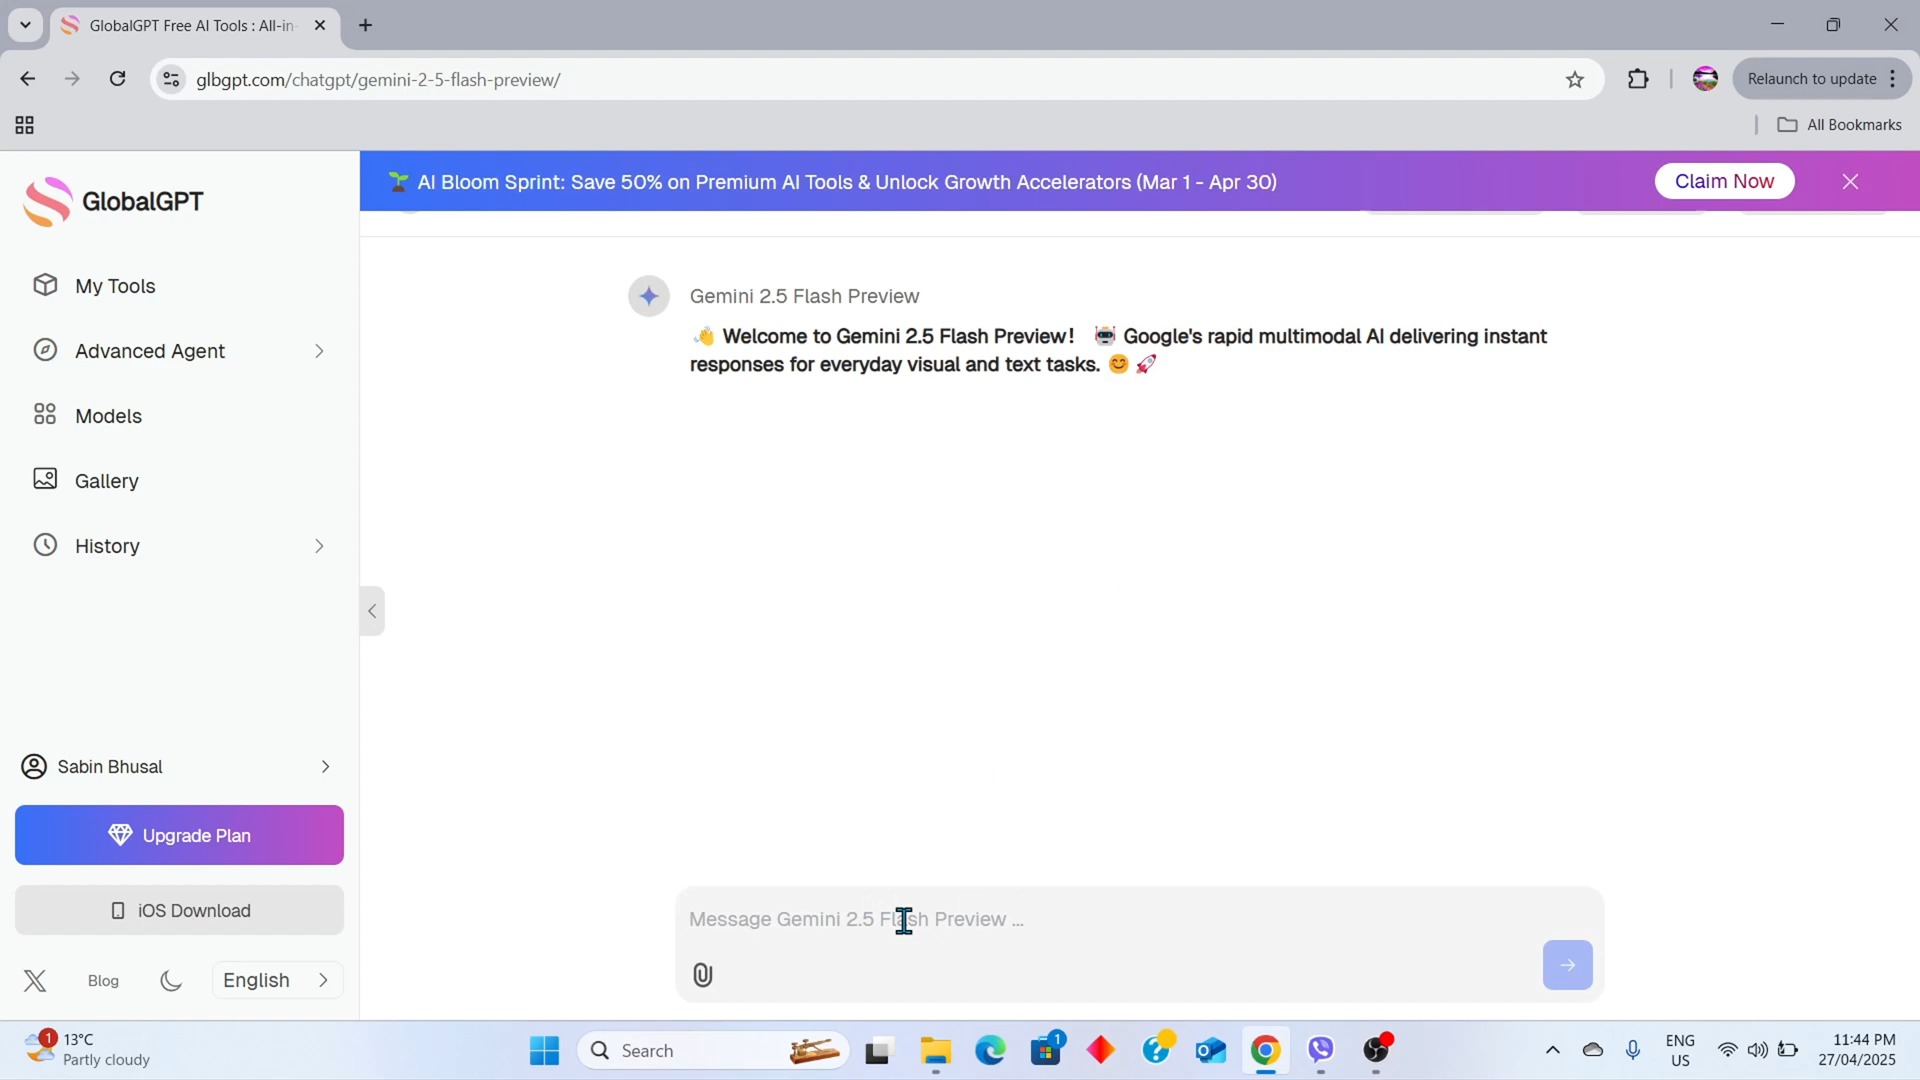 GlobalGPT Free AI Tools : All-in-
glbgpt.com/chatgpt/gemini-2-5-flash-preview/
Relaunch to update
All Bookmarks
GlobalGPT
AI Bloom Sprint: Save 50% on Premium AI Tools & Unlock Growth Accelerators (Mar 1 - Apr 30)
Claim Now
My Tools
Advanced Agent
Models
Gallery
History
Gemini 2.5 Flash Preview
👋 Welcome to Gemini 2.5 Flash Preview! 🤖 Google's rapid multimodal AI delivering instant
responses for everyday visual and text tasks. 😊 🚀
Sabin Bhusal
Upgrade Plan
iOS Download
Blog
English
Message Gemini 2.5 Flash Preview ...
1
13°C
Partly cloudy
Search
1
ENG
US
11:44 PM
27/04/2025